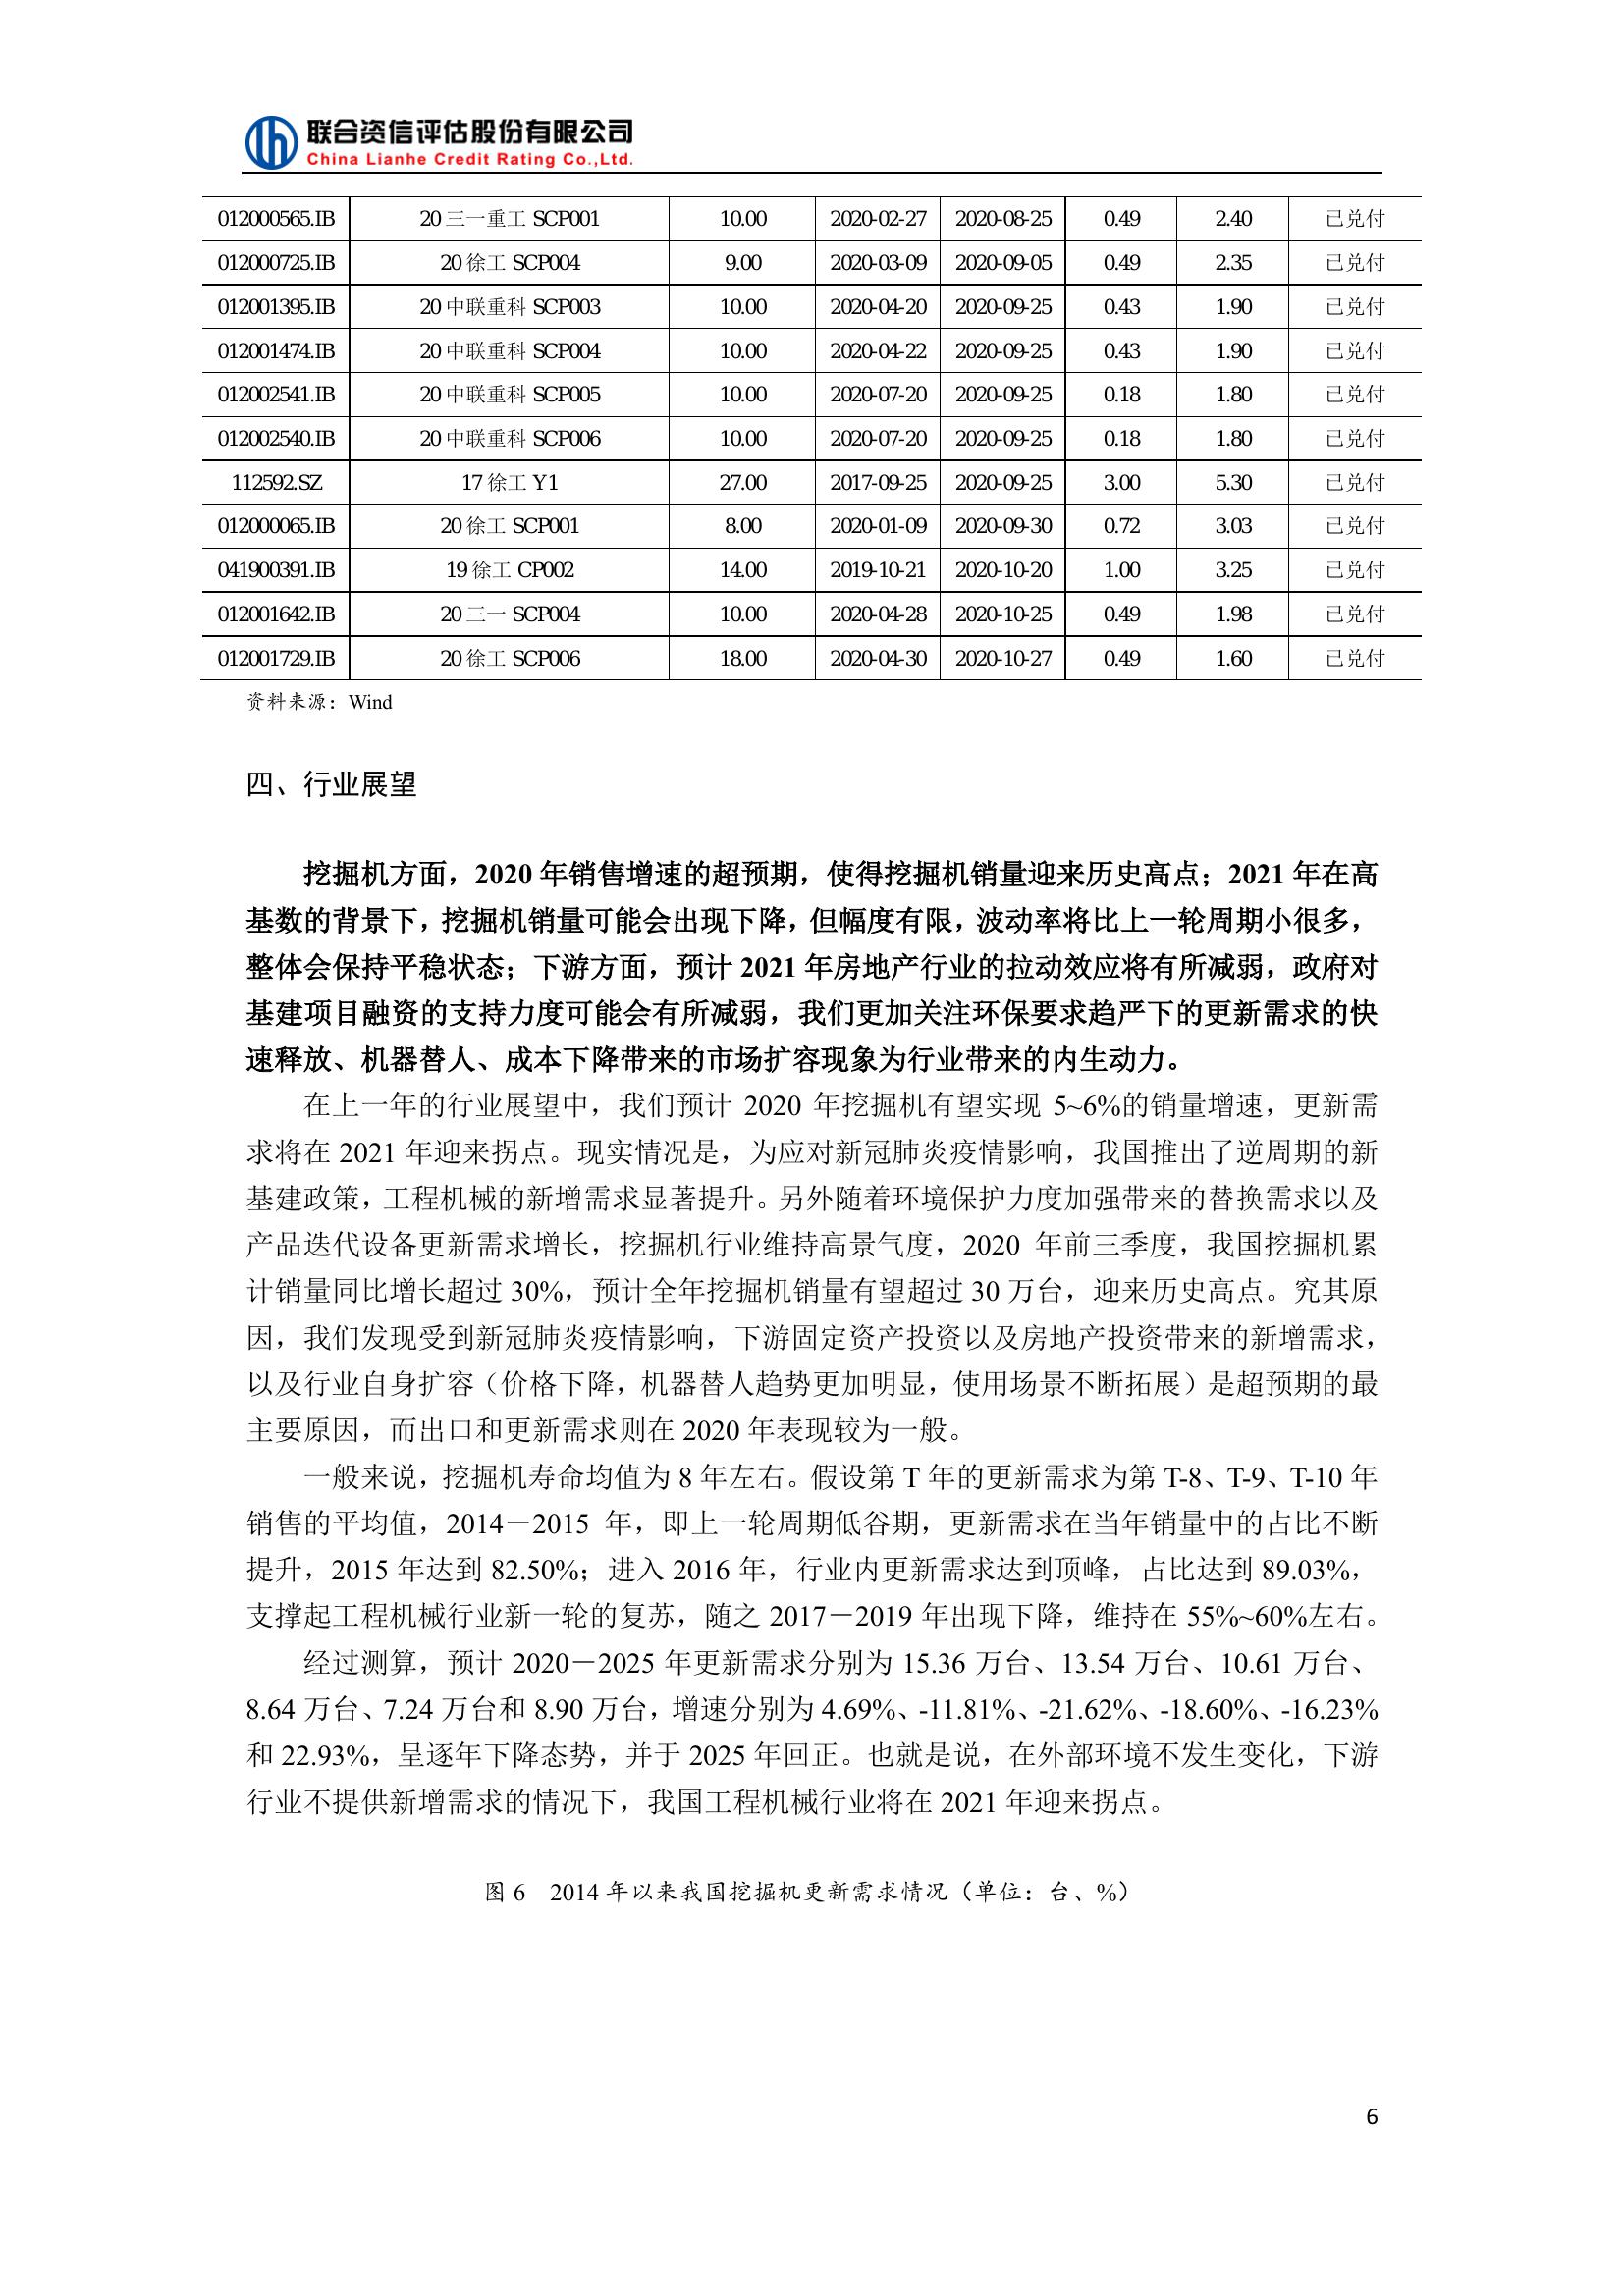 联合资信评估股份有限公司
China Lianhe Credit Rating Co.,Ltd.
012000565.IB 20 三一重工 SCP001 10.00 2020-02-27 2020-08-25 0.49 2.40 已兑付
012000725.IB 20 徐工 SCP004 9.00 2020-03-09 2020-09-05 0.49 2.35 已兑付
012001395.IB 20 中联重科 SCP003 10.00 2020-04-20 2020-09-25 0.43 1.90 已兑付
012001474.IB 20 中联重科 SCP004 10.00 2020-04-22 2020-09-25 0.43 1.90 已兑付
012002541.IB 20 中联重科 SCP005 10.00 2020-07-20 2020-09-25 0.18 1.80 已兑付
012002540.IB 20 中联重科 SCP006 10.00 2020-07-20 2020-09-25 0.18 1.80 已兑付
112592.SZ 17 徐工 Y1 27.00 2017-09-25 2020-09-25 3.00 5.30 已兑付
012000065.IB 20 徐工 SCP001 8.00 2020-01-09 2020-09-30 0.72 3.03 已兑付
041900391.IB 19 徐工 CP002 14.00 2019-10-21 2020-10-20 1.00 3.25 已兑付
012001642.IB 20 三一 SCP004 10.00 2020-04-28 2020-10-25 0.49 1.98 已兑付
012001729.IB 20 徐工 SCP006 18.00 2020-04-30 2020-10-27 0.49 1.60 已兑付
资料来源：Wind
四、行业展望
挖掘机方面，2020 年销售增速的超预期，使得挖掘机销量迎来历史高点；2021 年在高
基数的背景下，挖掘机销量可能会出现下降，但幅度有限，波动率将比上一轮周期小很多，
整体会保持平稳状态；下游方面，预计 2021 年房地产行业的拉动效应将有所减弱，政府对
基建项目融资的支持力度可能会有所减弱，我们更加关注环保要求趋严下的更新需求的快
速释放、机器替人、成本下降带来的市场扩容现象为行业带来的内生动力。
在上一年的行业展望中，我们预计 2020 年挖掘机有望实现 5~6%的销量增速，更新需
求将在 2021 年迎来拐点。现实情况是，为应对新冠肺炎疫情影响，我国推出了逆周期的新
基建政策，工程机械的新增需求显著提升。另外随着环境保护力度加强带来的替换需求以及
产品迭代设备更新需求增长，挖掘机行业维持高景气度，2020 年前三季度，我国挖掘机累
计销量同比增长超过 30%，预计全年挖掘机销量有望超过 30 万台，迎来历史高点。究其原
因，我们发现受到新冠肺炎疫情影响，下游固定资产投资以及房地产投资带来的新增需求，
以及行业自身扩容（价格下降，机器替人趋势更加明显，使用场景不断拓展）是超预期的最
主要原因，而出口和更新需求则在 2020 年表现较为一般。
一般来说，挖掘机寿命均值为 8 年左右。假设第 T 年的更新需求为第 T-8、T-9、T-10 年
销售的平均值，2014－2015 年，即上一轮周期低谷期，更新需求在当年销量中的占比不断
提升，2015 年达到 82.50%；进入 2016 年，行业内更新需求达到顶峰，占比达到 89.03%，
支撑起工程机械行业新一轮的复苏，随之 2017－2019 年出现下降，维持在 55%~60%左右。
经过测算，预计 2020－2025 年更新需求分别为 15.36 万台、13.54 万台、10.61 万台、
8.64 万台、7.24 万台和 8.90 万台，增速分别为 4.69%、-11.81%、-21.62%、-18.60%、-16.23%
和 22.93%，呈逐年下降态势，并于 2025 年回正。也就是说，在外部环境不发生变化，下游
行业不提供新增需求的情况下，我国工程机械行业将在 2021 年迎来拐点。
图 6 2014 年以来我国挖掘机更新需求情况（单位：台、%）
6